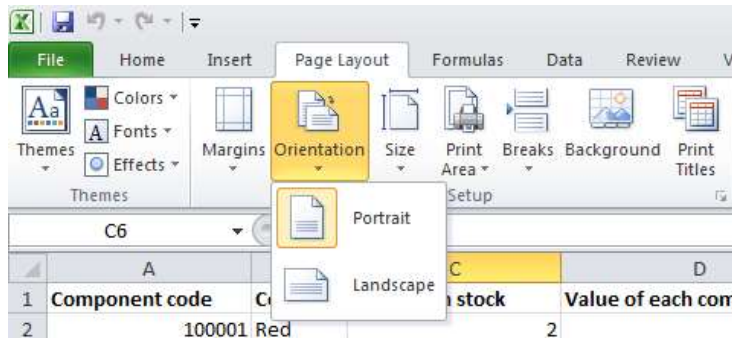 File Home Insert Page Layout Formulas Data Review
Aa Colors
A Fonts
Effects
Themes Margins Orientation Size Print Area Breaks Background Print Titles
Themes Setup
Portrait
Landscape
C6
A C D
1 Component code stock Value of each com
2 100001 Red 2